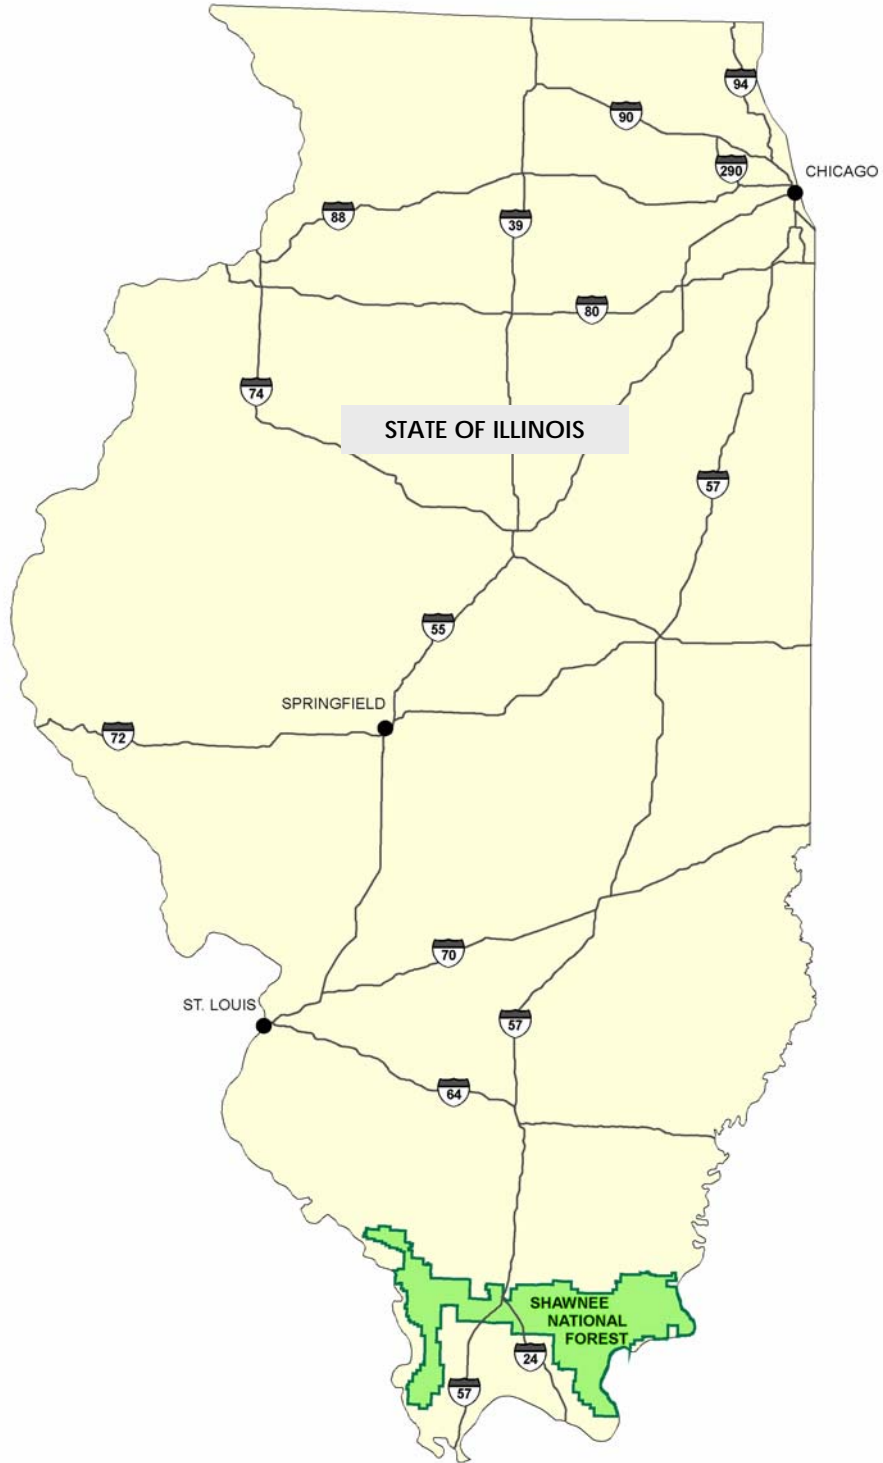 94
90
290
CHICAGO
88
39
80
74
STATE OF ILLINOIS
57
55
SPRINGFIELD
72
70
ST. LOUIS
57
64
SHAWNEE
NATIONAL
FOREST
24
57